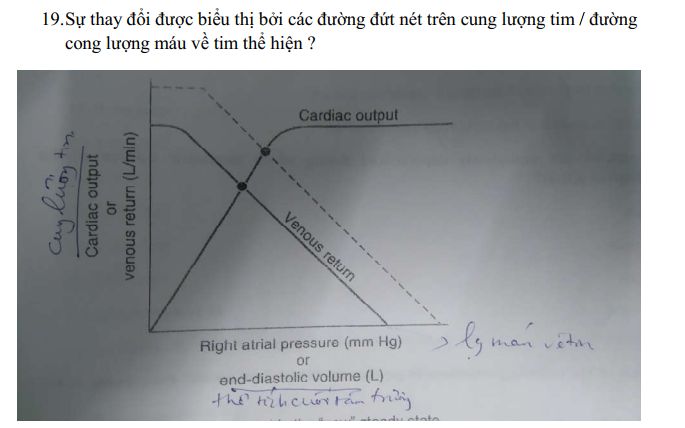 19.Sự thay đổi được biểu thị bởi các đường đứt nét trên cung lượng tim / đường
cong lượng máu về tim thể hiện ?
Cardiac output
cung lượng tim
Cardiac output
or
venous return (L/min)
Venous return
Right atrial pressure (mm Hg)
or
end-diastolic volume (L)
> lg máu về tim
thể tích cuối tâm trương
steady state